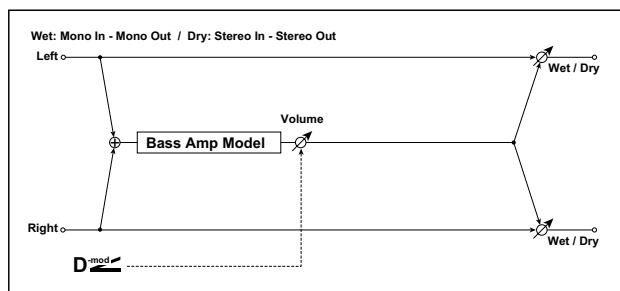 Wet: Mono In - Mono Out / Dry: Stereo In - Stereo Out
Left
Wet / Dry
Volume
Bass Amp Model
Right
Wet / Dry
D-mod